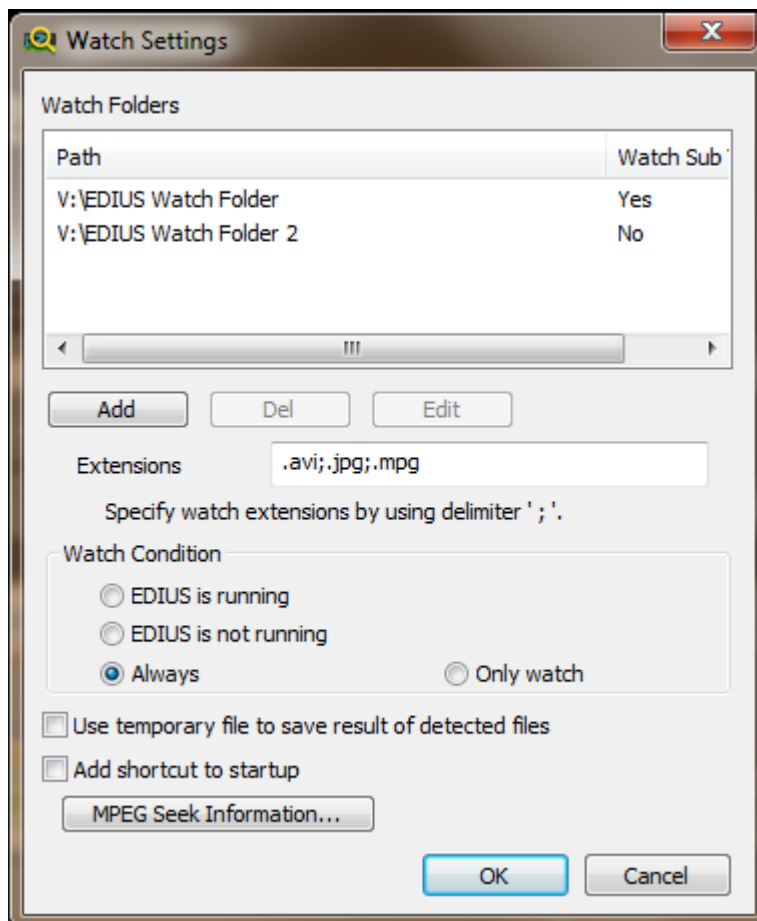 Watch Settings
Watch Folders
Path Watch Sub
V:\EDIUS Watch Folder Yes
V:\EDIUS Watch Folder 2 No
Add Del Edit
Extensions .avi;.jpg;.mpg
Specify watch extensions by using delimiter ' ; '.
Watch Condition
EDIUS is running
EDIUS is not running
Always Only watch
Use temporary file to save result of detected files
Add shortcut to startup
MPEG Seek Information...
OK Cancel